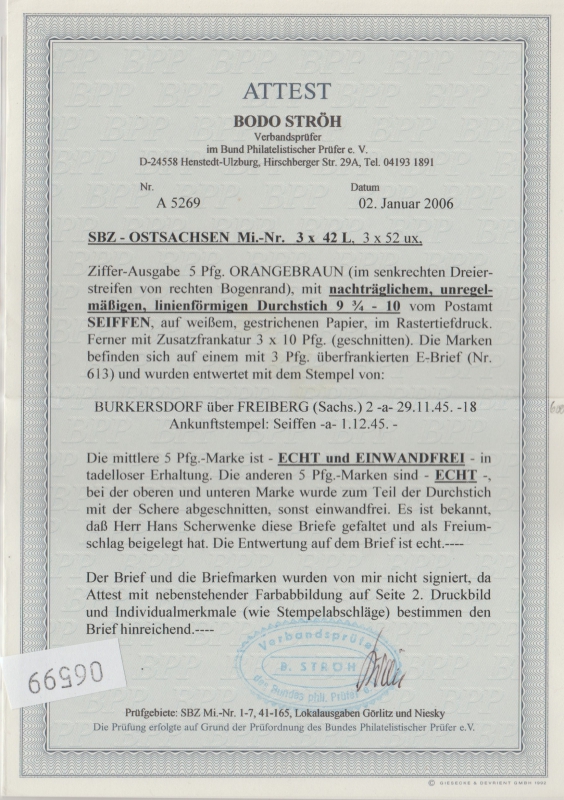 ATTEST
BODO STRÖH
Verbandsprüfer
im Bund Philatelistischer Prüfer e. V.
D-24558 Henstedt-Ulzburg, Hirschberger Str. 29A, Tel. 04193 1891
Nr. Datum
A 5269 02. Januar 2006
SBZ - OSTSACHSEN Mi.-Nr. 3 x 42 L, 3 x 52 ux,
Ziffer-Ausgabe 5 Pfg. ORANGEBRAUN (im senkrechten Dreier-
streifen von rechten Bogenrand), mit nachträglichem, unregel-
mäßigen, linienförmigen Durchstich 9 ¾ - 10 vom Postamt
SEIFFEN, auf weißem, gestrichenen Papier, im Rastertiefdruck.
Ferner mit Zusatzfrankatur 3 x 10 Pfg. (geschnitten). Die Marken
befinden sich auf einem mit 3 Pfg. überfrankierten E-Brief (Nr.
613) und wurden entwertet mit dem Stempel von:
BURKERSDORF über FREIBERG (Sachs.) 2 -a- 29.11.45. -18
Ankunftstempel: Seiffen -a- 1.12.45. -
Die mittlere 5 Pfg.-Marke ist - ECHT und EINWANDFREI - in
tadelloser Erhaltung. Die anderen 5 Pfg.-Marken sind - ECHT -,
bei der oberen und unteren Marke wurde zum Teil der Durchstich
mit der Schere abgeschnitten, sonst einwandfrei. Es ist bekannt,
daß Herr Hans Scherwenke diese Briefe gefaltet und als Freium-
schlag beigelegt hat. Die Entwertung auf dem Brief ist echt.----
Der Brief und die Briefmarken wurden von mir nicht signiert, da
Attest mit nebenstehender Farbabbildung auf Seite 2. Druckbild
und Individualmerkmale (wie Stempelabschläge) bestimmen den
Brief hinreichend.----
Verbandsprüfer
B. STRÖH
des Bundes phil. Prüfer e.V.
06599
Prüfgebiete: SBZ Mi.-Nr. 1-7, 41-165, Lokalausgaben Görlitz und Niesky
Die Prüfung erfolgte auf Grund der Prüfordnung des Bundes Philatelistischer Prüfer e.V.
© GIESECKE & DEVRIENT GMBH 1992